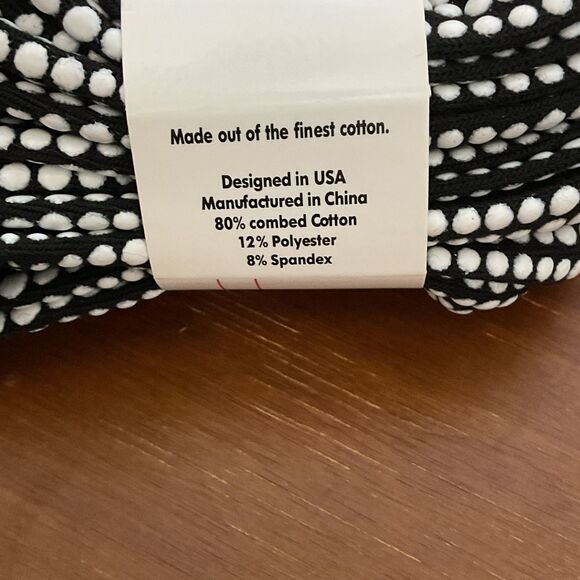 Made out of the finest cotton.
Designed in USA
Manufactured in China
80% combed Cotton
12% Polyester
8% Spandex